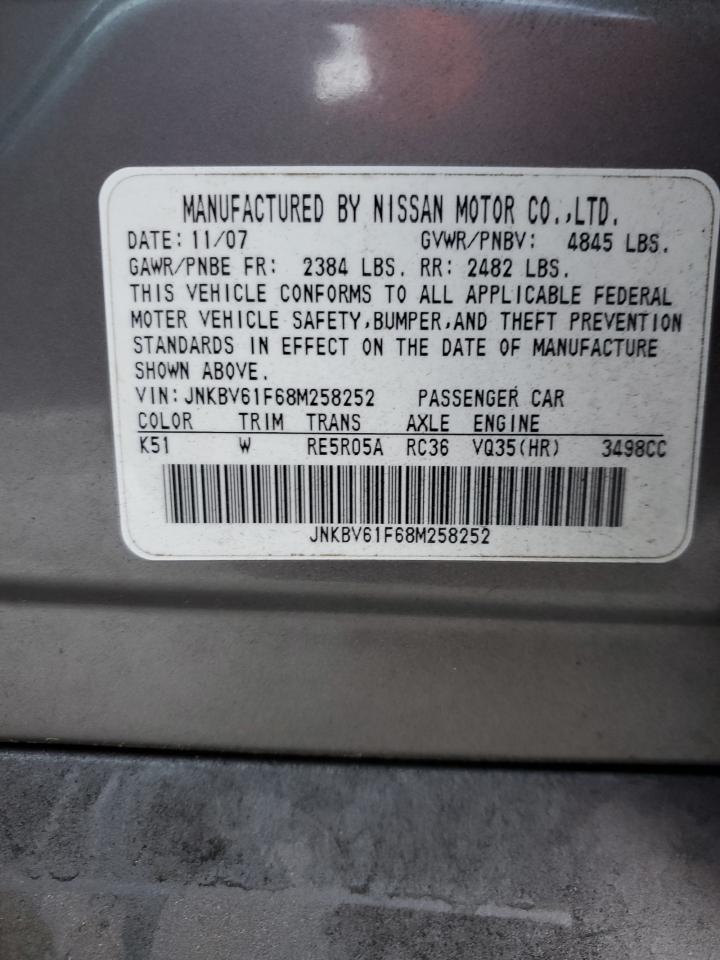 MANUFACTURED BY NISSAN MOTOR CO.,LTD.
DATE: 11/07 GVWR/PNBV: 4845 LBS.
GAWR/PNBE FR: 2384 LBS. RR: 2482 LBS.
THIS VEHICLE CONFORMS TO ALL APPLICABLE FEDERAL
MOTER VEHICLE SAFETY,BUMPER,AND THEFT PREVENTION
STANDARDS IN EFFECT ON THE DATE OF MANUFACTURE
SHOWN ABOVE.
VIN:JNKBV61F68M258252 PASSENGER CAR
COLOR TRIM TRANS AXLE ENGINE
K51 W RE5R05A RC36 VQ35(HR) 3498CC
JNKBV61F68M258252